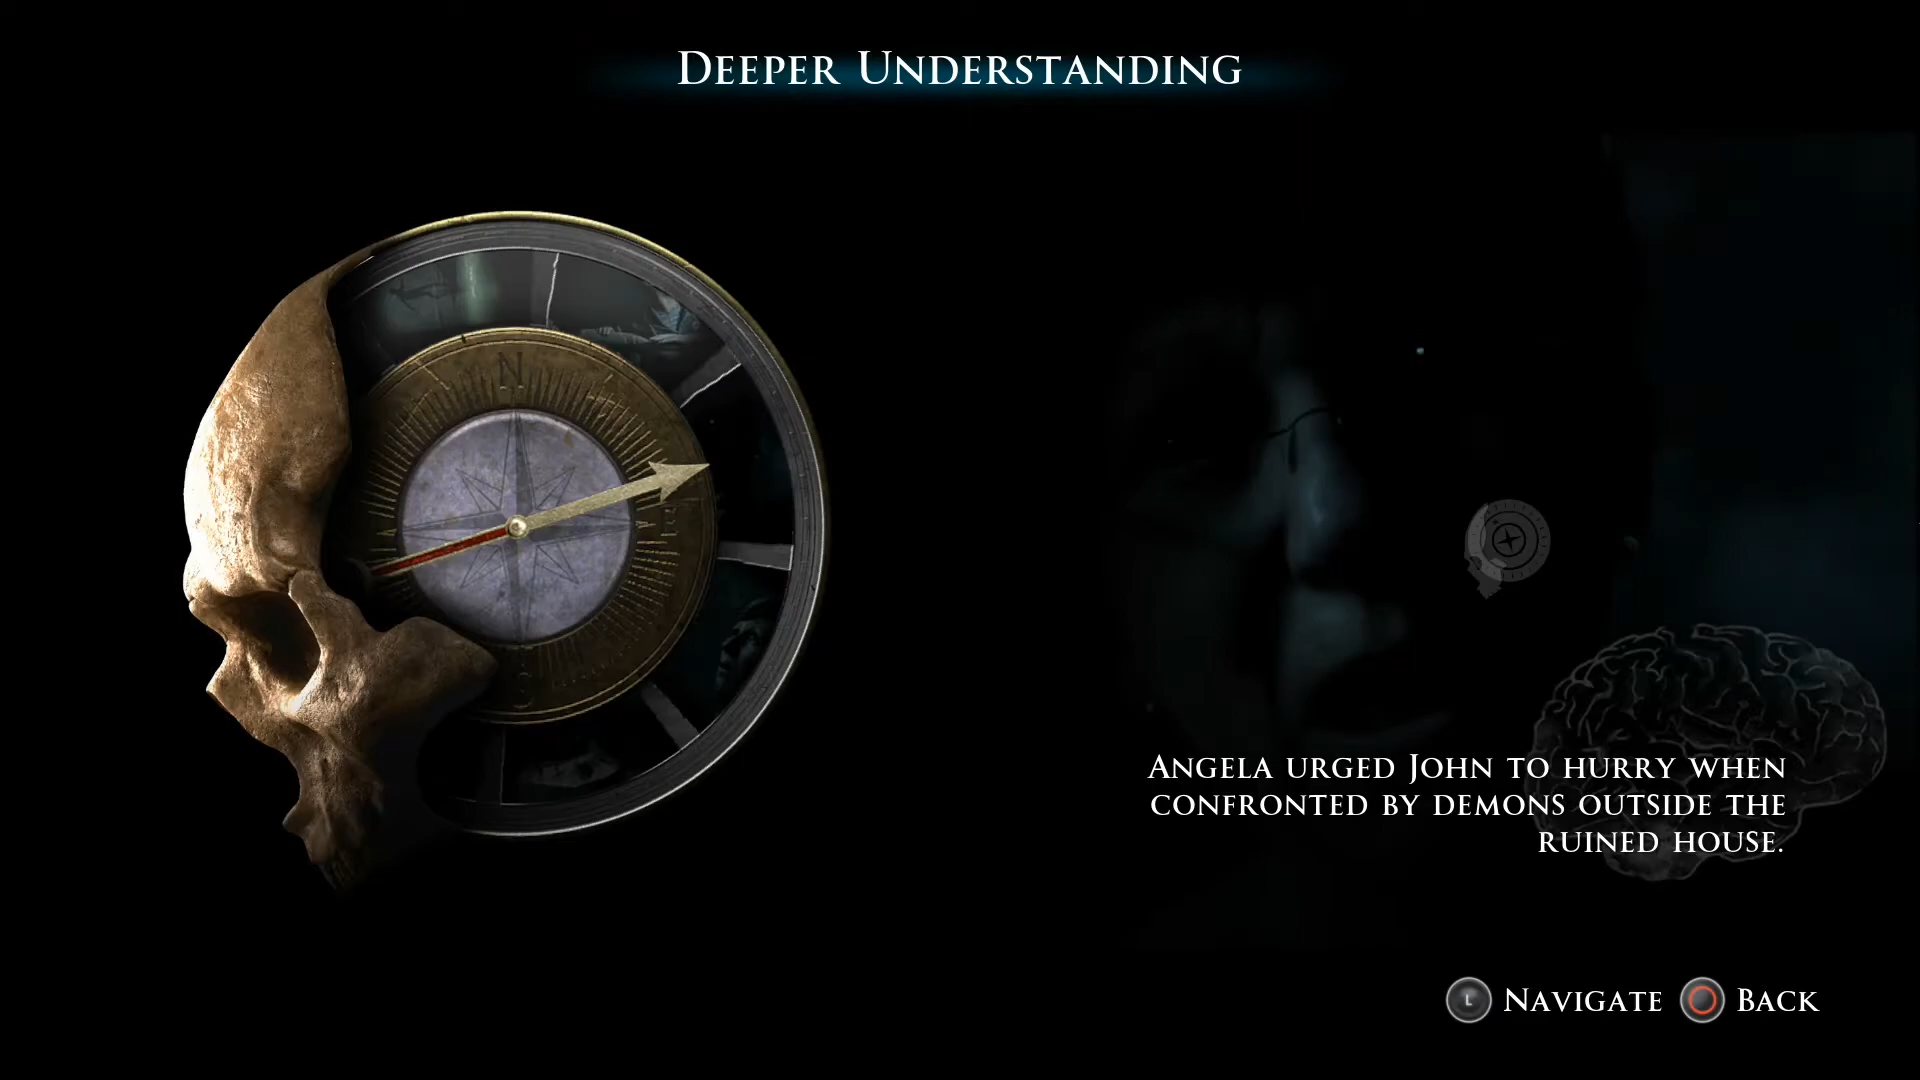 Deeper Understanding
N
E
S
Angela urged John to hurry when
confronted by demons outside the
ruined house.
L Navigate Back